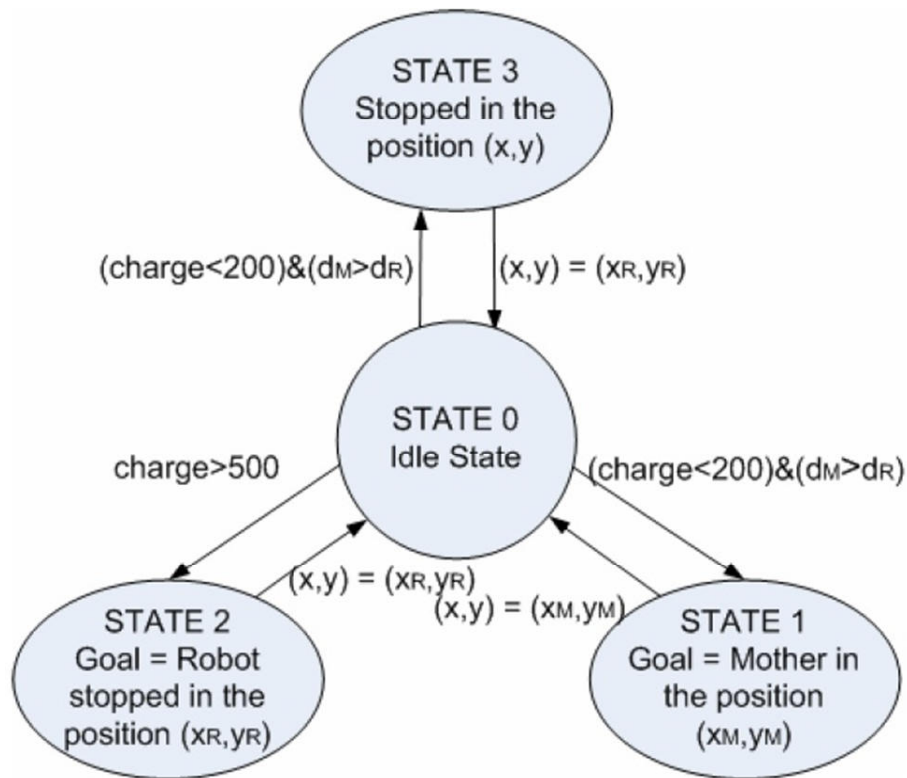 STATE 3
Stopped in the
position (x,y)
(charge<200)&(dM>dR)
(x,y) = (xR,yR)
STATE 0
Idle State
charge>500
(charge<200)&(dM>dR)
(x,y) = (xR,yR)
(x,y) = (xM,yM)
STATE 2
Goal = Robot
stopped in the
position (xR,yR)
STATE 1
Goal = Mother in
the position
(xM,yM)